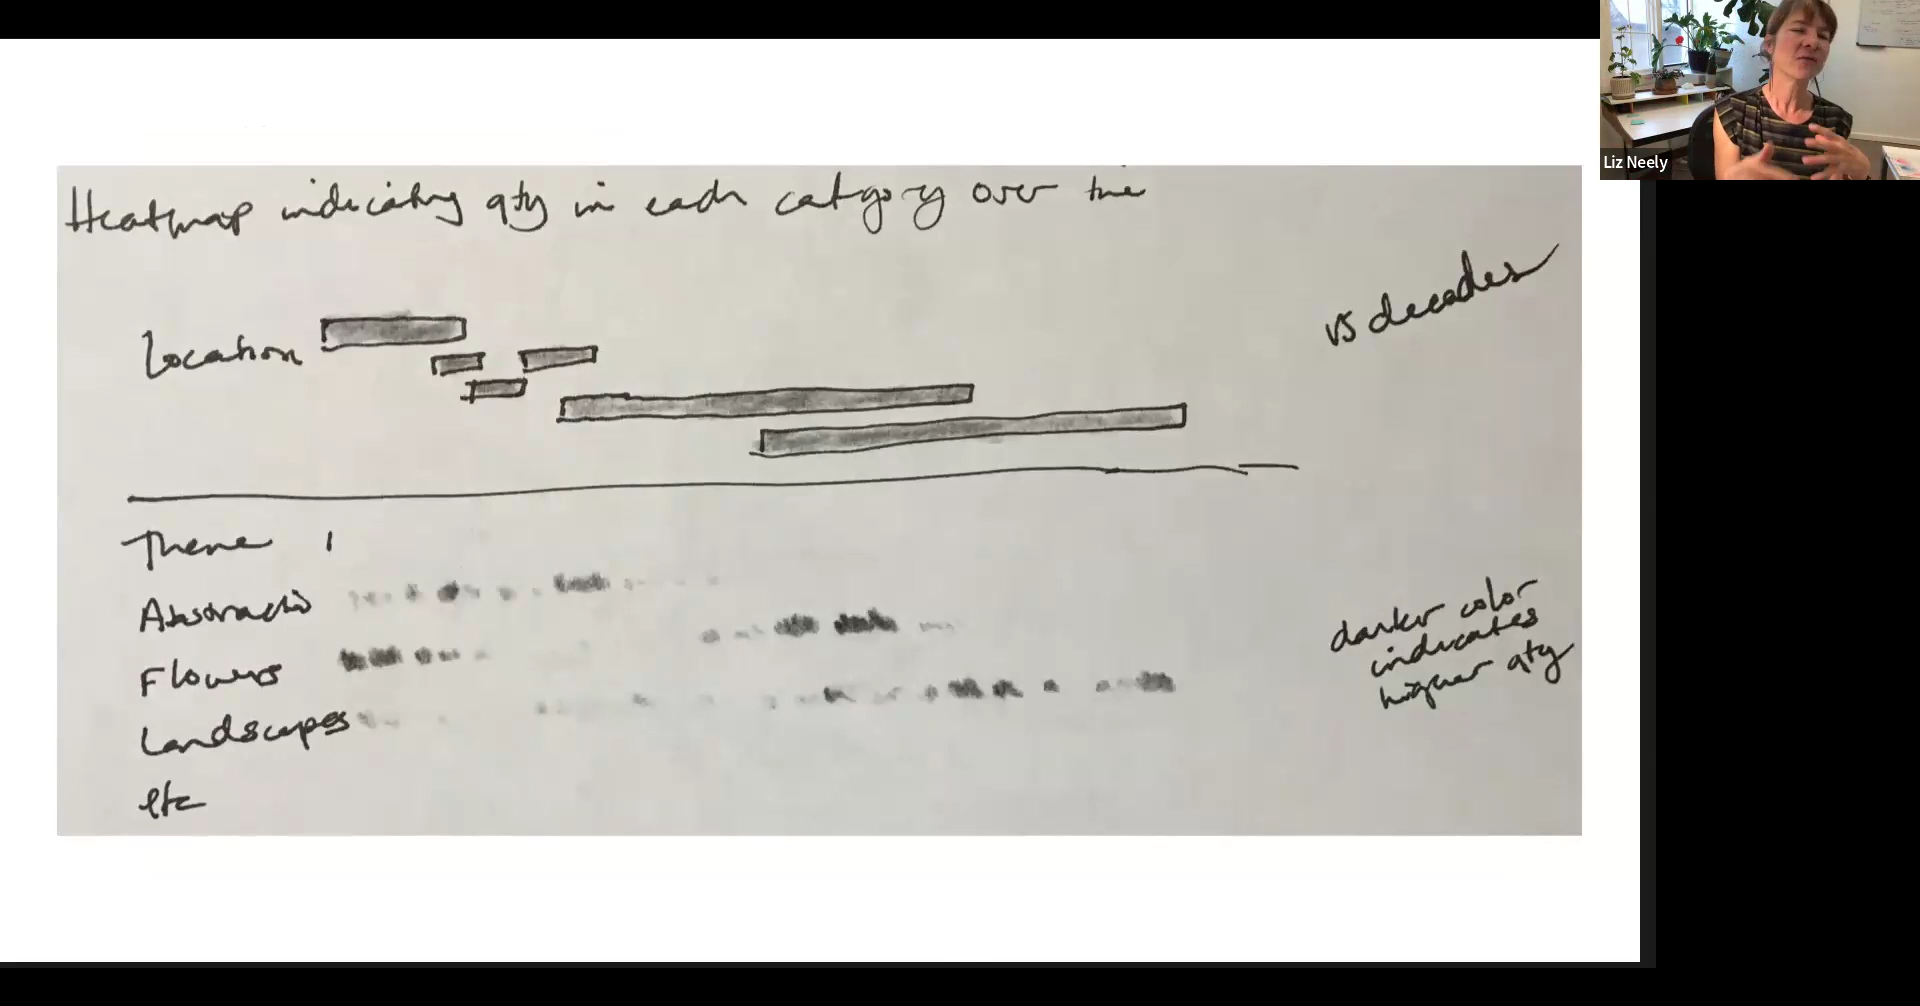 Liz Neely
Heatmap indicating qty in each category over time
vs decades
Location
Theme
Abstraction
Flowers
Landscapes
etc
darker color
indicates
higher qty